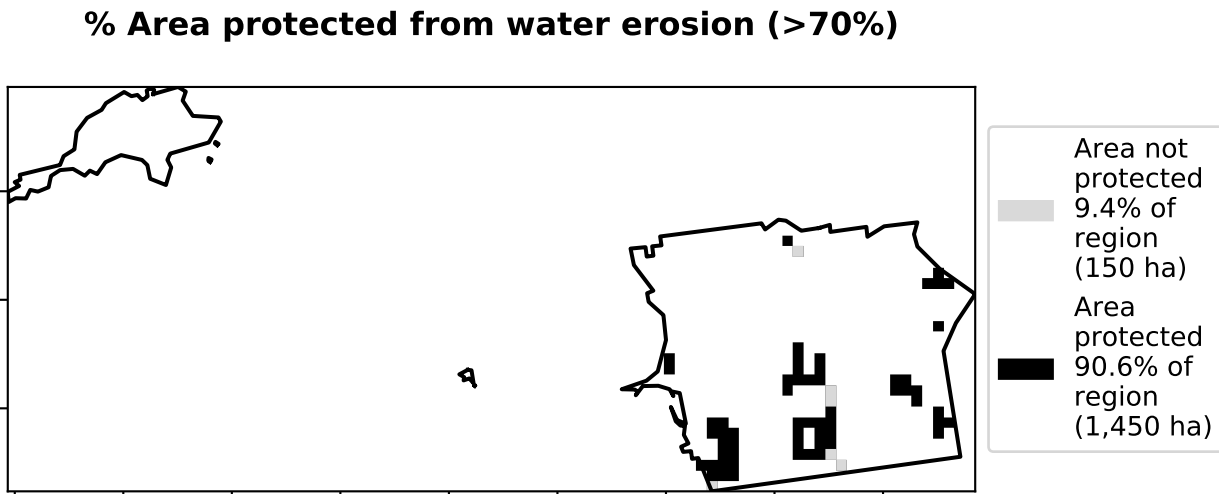 % Area protected from water erosion (>70%)
Area not
protected
9.4% of
region
(150 ha)
Area
protected
90.6% of
region
(1,450 ha)